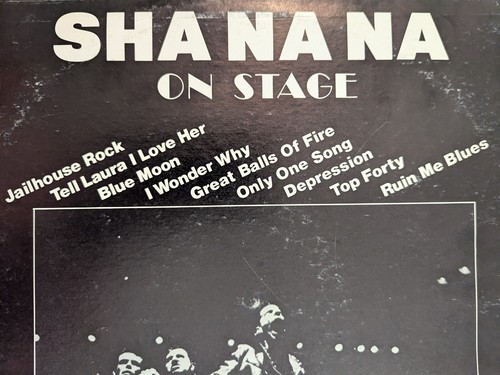 SHA NA NA
ON STAGE
Jailhouse Rock
Tell Laura I Love Her
Blue Moon
I Wonder Why
Great Balls Of Fire
Only One Song
Depression
Top Forty
Ruin Me Blues